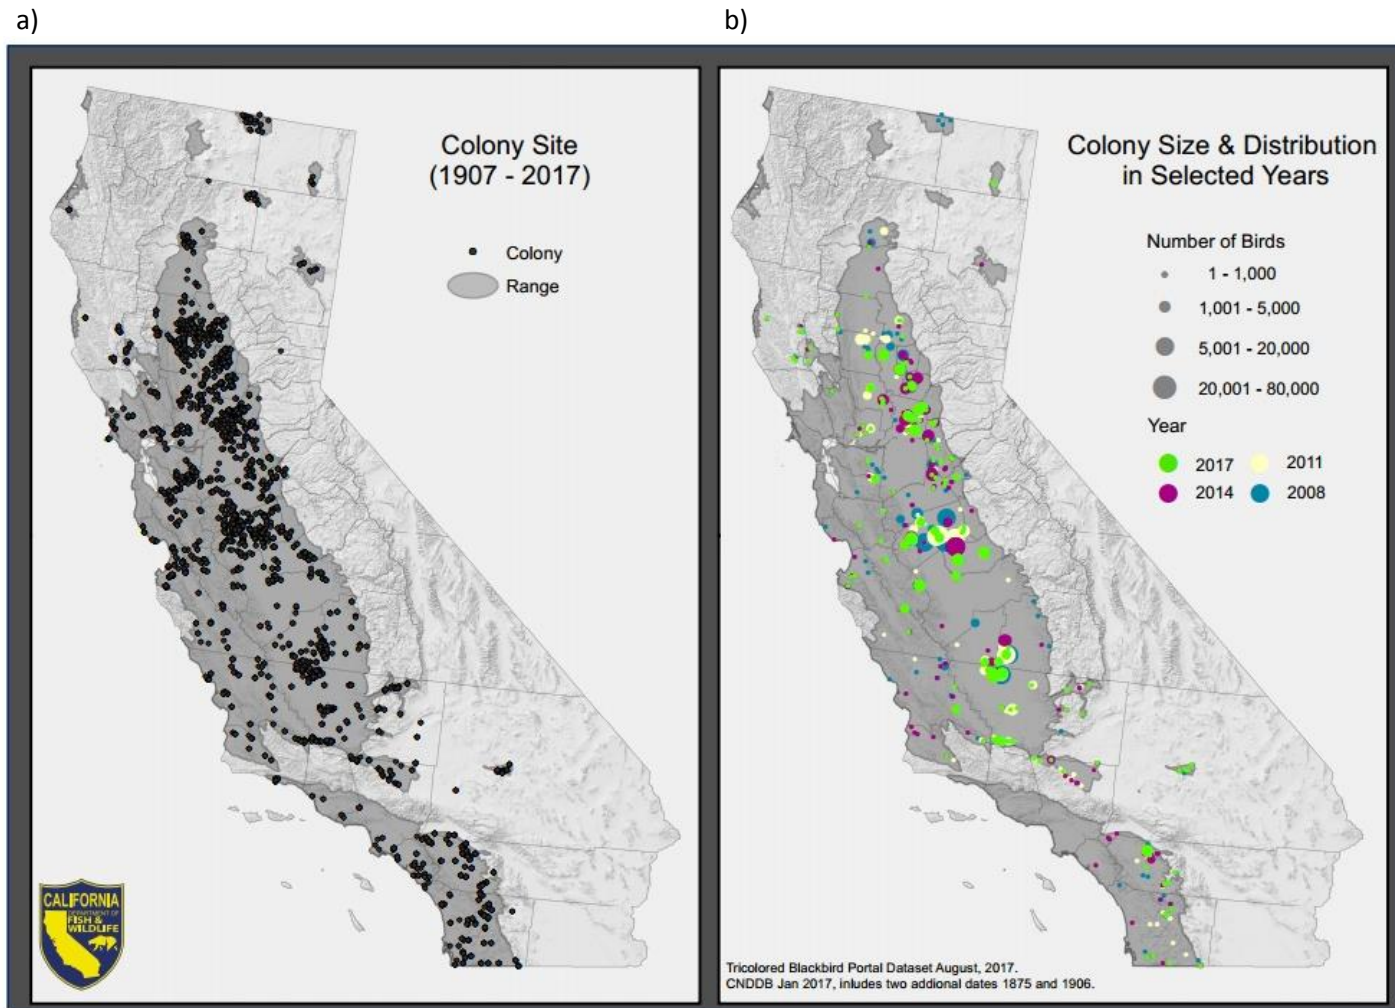 a)
b)
Colony Site
(1907 - 2017)
Colony
Range
CALIFORNIA
DEPARTMENT OF
FISH &
WILDLIFE
Colony Size & Distribution
in Selected Years
Number of Birds
1 - 1,000
1,001 - 5,000
5,001 - 20,000
20,001 - 80,000
Year
2017
2011
2014
2008
Tricolored Blackbird Portal Dataset August, 2017.
CNDDB Jan 2017, inludes two addional dates 1875 and 1906.